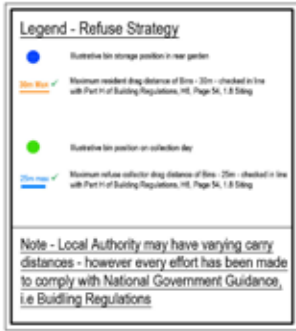 Legend - Refuse Strategy
Illustrative bin storage position in rear garden
30m Max ✓
Maximum resident drag distance of Bins - 30m - checked in line
with Part H of Building Regulations, H6, Page 54, 1.8 Siting
Illustrative bin position on collection day
25m max ✓
Maximum refuse collector drag distance of Bins - 25m - checked in line
with Part H of Building Regulations, H6, Page 54, 1.8 Siting
Note - Local Authority may have varying carry
distances - however every effort has been made
to comply with National Government Guidance,
i.e Buidling Regulations